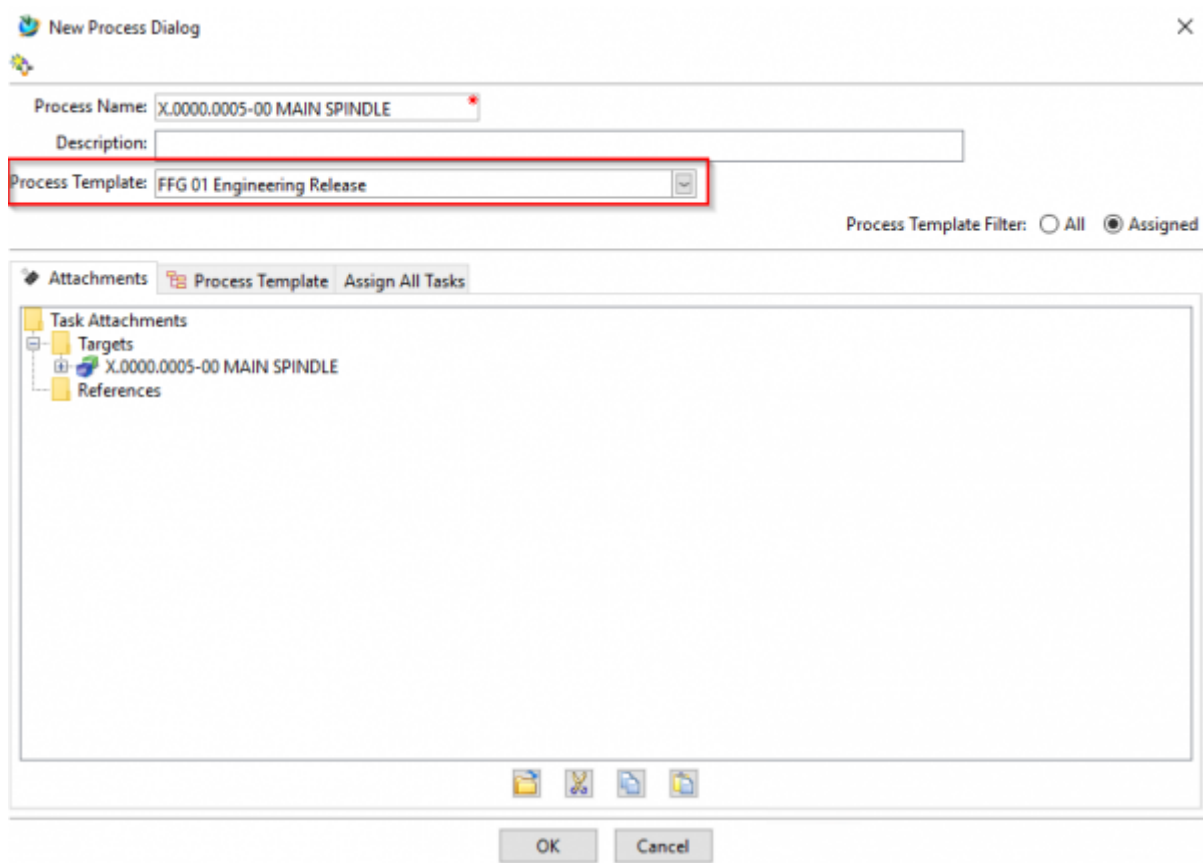 New Process Dialog
Process Name: X.0000.0005-00 MAIN SPINDLE *
Description:
Process Template: FFG 01 Engineering Release
Process Template Filter: All Assigned
Attachments Process Template Assign All Tasks
Task Attachments
Targets
X.0000.0005-00 MAIN SPINDLE
References
OK Cancel